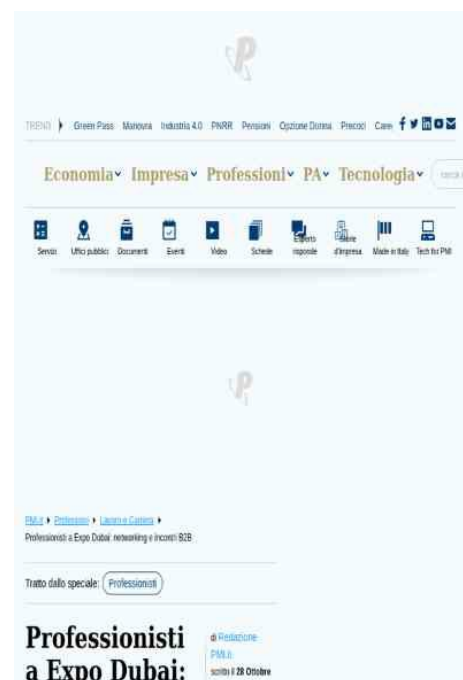 TREND Green Pass Manovra Industria 4.0 PNRR Pensioni Opzione Donna Precoci
Economia Impresa Professioni PA Tecnologia cerca
Servizi Uffici pubblici Documenti Eventi Video Schede Esperto risponde Storie d'Impresa Made in Italy Tech for PMI
PMI.it Professioni Lavoro e Carriera
Professionisti a Expo Dubai: networking e incontri B2B
Tratto dallo speciale: Professionisti
Professionisti
a Expo Dubai:
di Redazione
PMI.it
scritto il 28 Ottobre